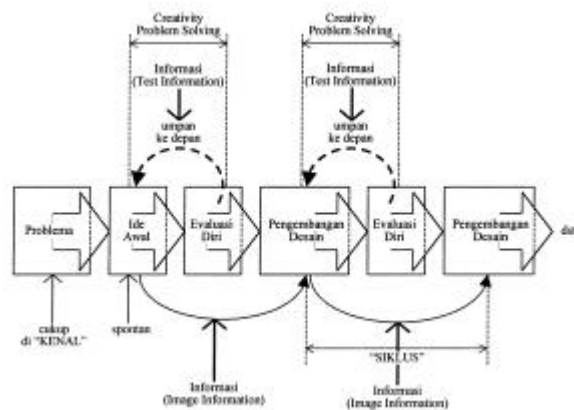 Creativity
Problem Solving
Creativity
Problem Solving
Informasi
(Test Information)
Informasi
(Test Information)
umpan
ke depan
umpan
ke depan
Problema
Ide
Awal
Evaluasi
Diri
Pengembangan
Desain
Evaluasi
Diri
Pengembangan
Desain
cukup
di "KENAL"
spontan
"SIKLUS"
Informasi
(Image Information)
Informasi
(Image Information)